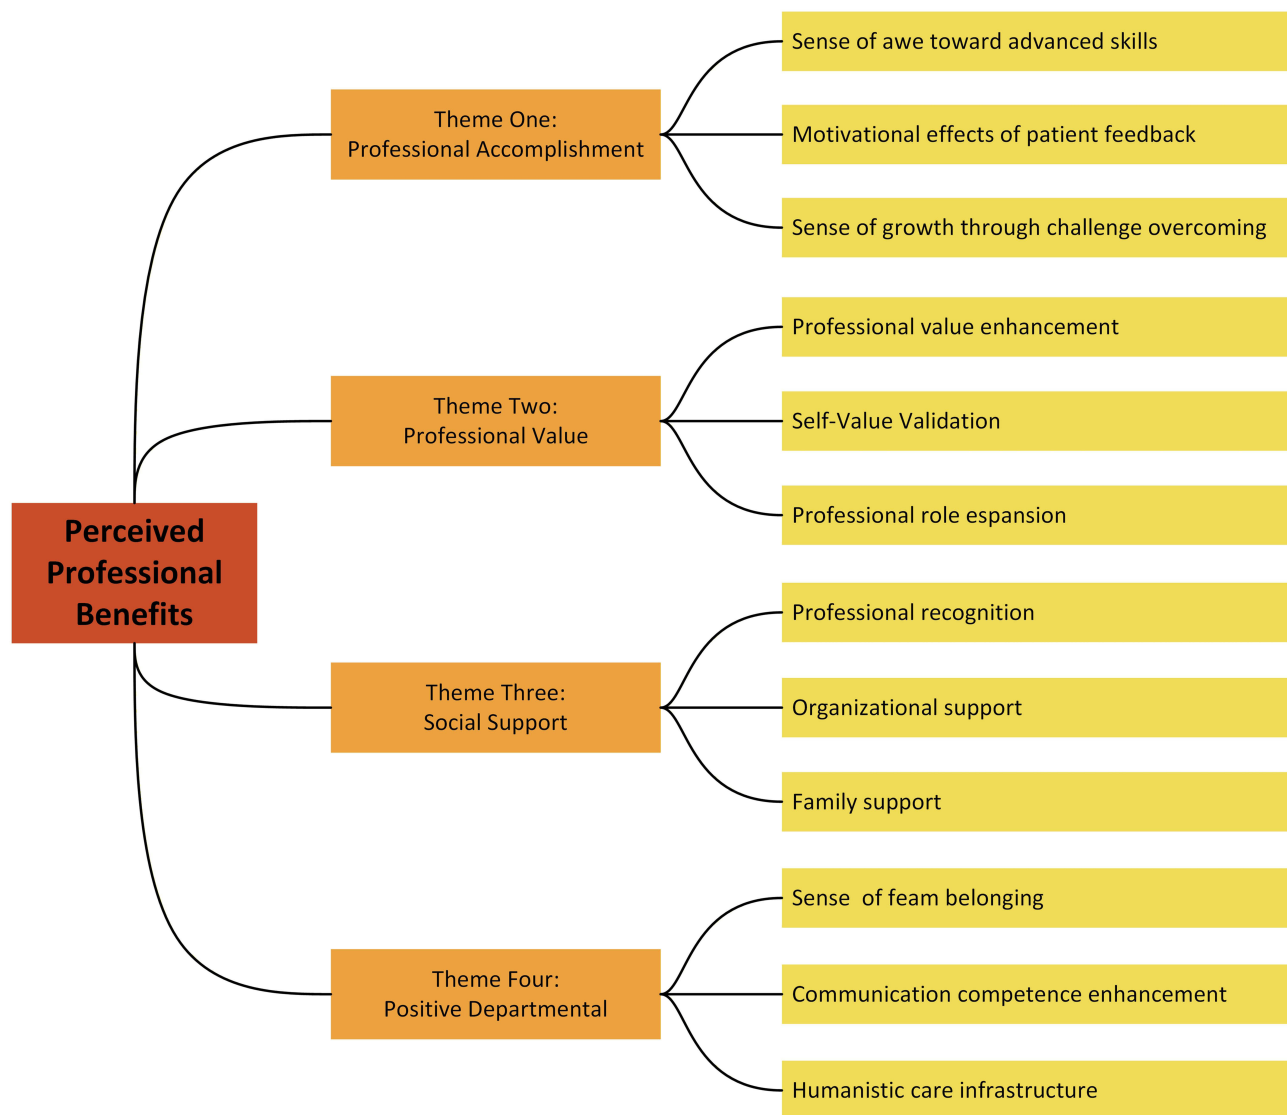 Sense of awe toward advanced skills
Theme One:
Professional Accomplishment
Motivational effects of patient feedback
Sense of growth through challenge overcoming
Professional value enhancement
Theme Two:
Professional Value
Self-Value Validation
Professional role espansion
Perceived
Professional
Benefits
Professional recognition
Theme Three:
Social Support
Organizational support
Family support
Sense  of feam belonging
Theme Four:
Positive Departmental
Communication competence enhancement
Humanistic care infrastructure